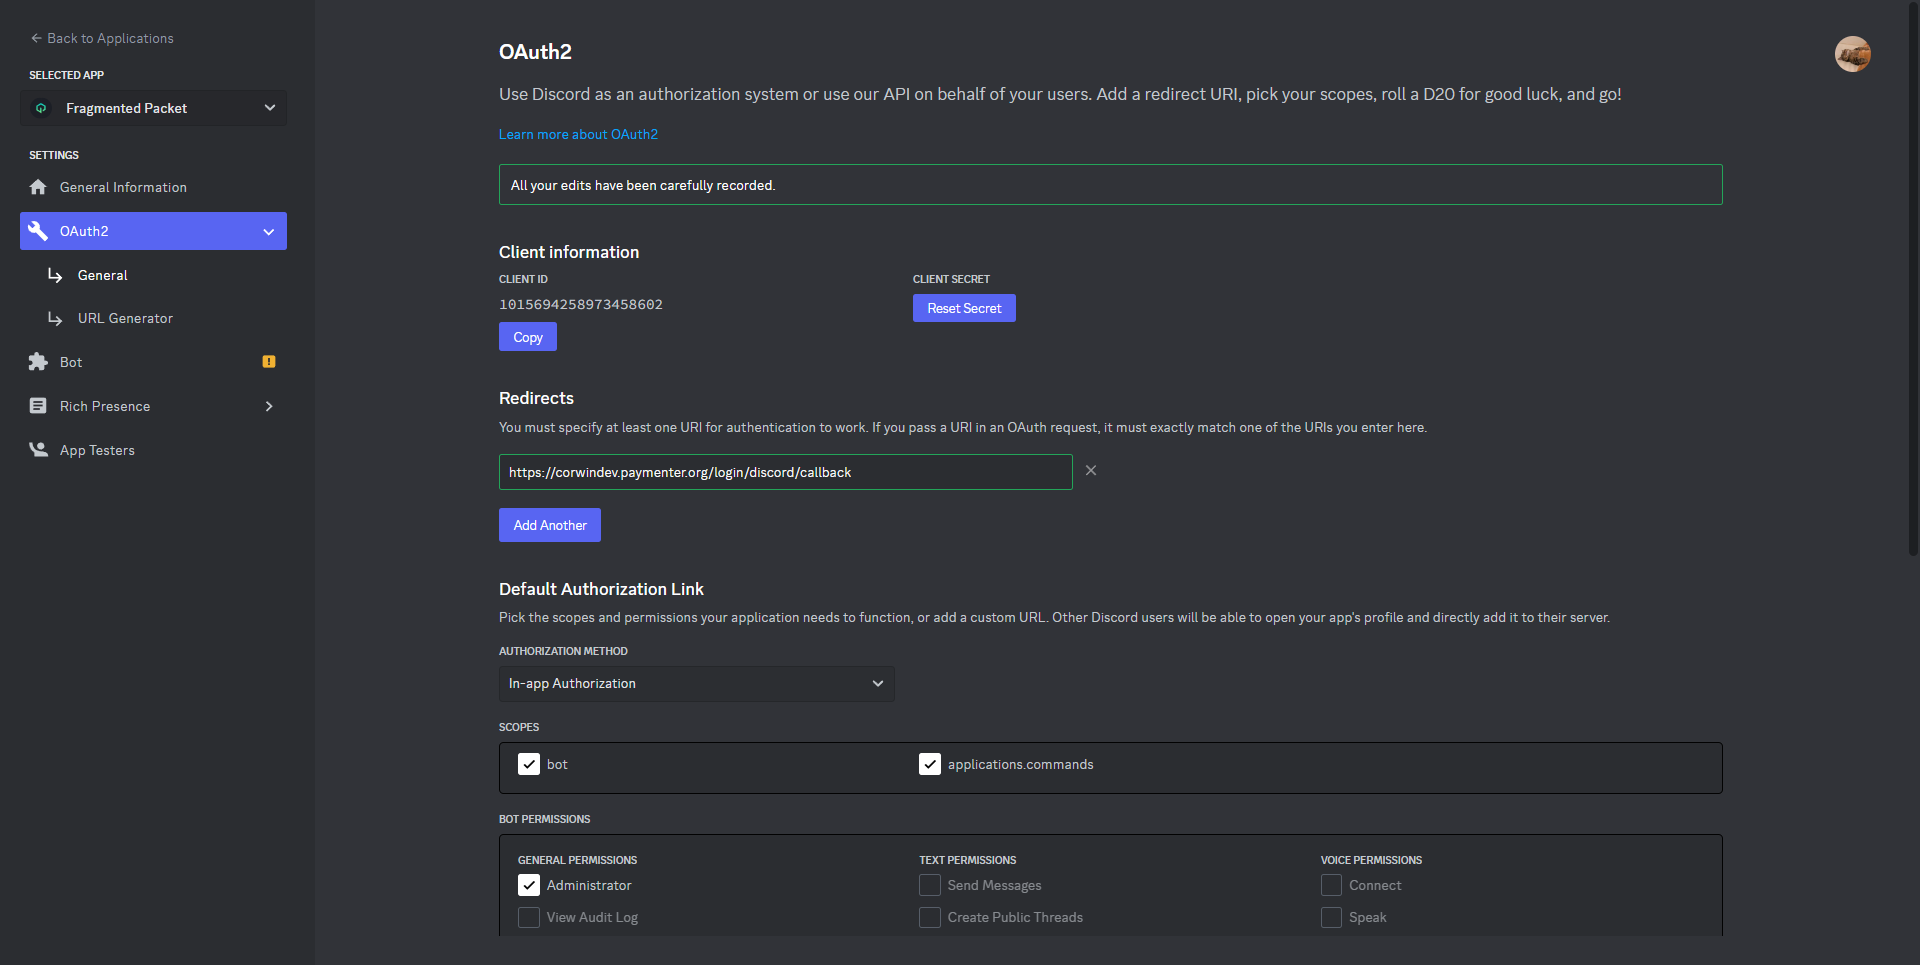 Back to Applications
SELECTED APP
Fragmented Packet
SETTINGS
General Information
OAuth2
General
URL Generator
Bot
!
Rich Presence
App Testers
OAuth2
Use Discord as an authorization system or use our API on behalf of your users. Add a redirect URI, pick your scopes, roll a D20 for good luck, and go!
Learn more about OAuth2
All your edits have been carefully recorded.
Client information
CLIENT ID
CLIENT SECRET
1015694258973458602
Reset Secret
Copy
Redirects
You must specify at least one URI for authentication to work. If you pass a URI in an OAuth request, it must exactly match one of the URIs you enter here.
https://corwindev.paymenter.org/login/discord/callback
Add Another
Default Authorization Link
Pick the scopes and permissions your application needs to function, or add a custom URL. Other Discord users will be able to open your app's profile and directly add it to their server.
AUTHORIZATION METHOD
In-app Authorization
SCOPES
bot
applications.commands
BOT PERMISSIONS
GENERAL PERMISSIONS
TEXT PERMISSIONS
VOICE PERMISSIONS
Administrator
Send Messages
Connect
View Audit Log
Create Public Threads
Speak